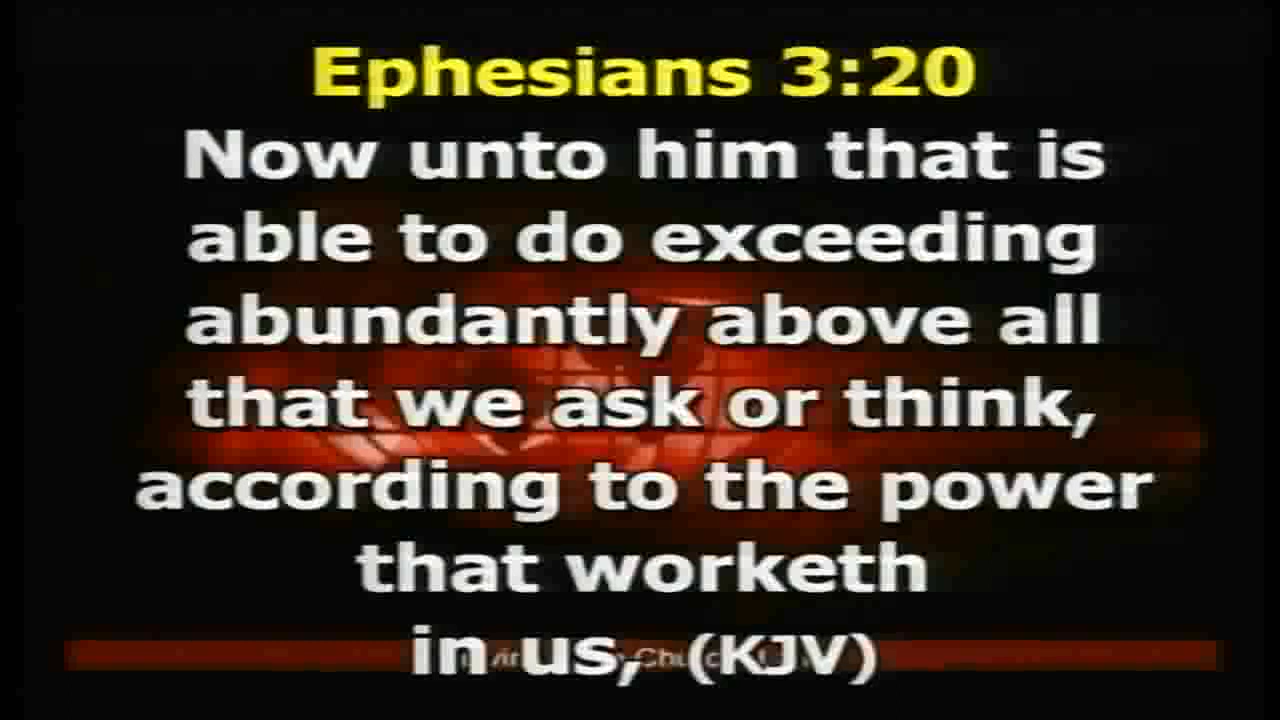 Ephesians 3:20
Now unto him that is
able to do exceeding
abundantly above all
that we ask or think,
according to the power
that worketh
in us, (KJV)